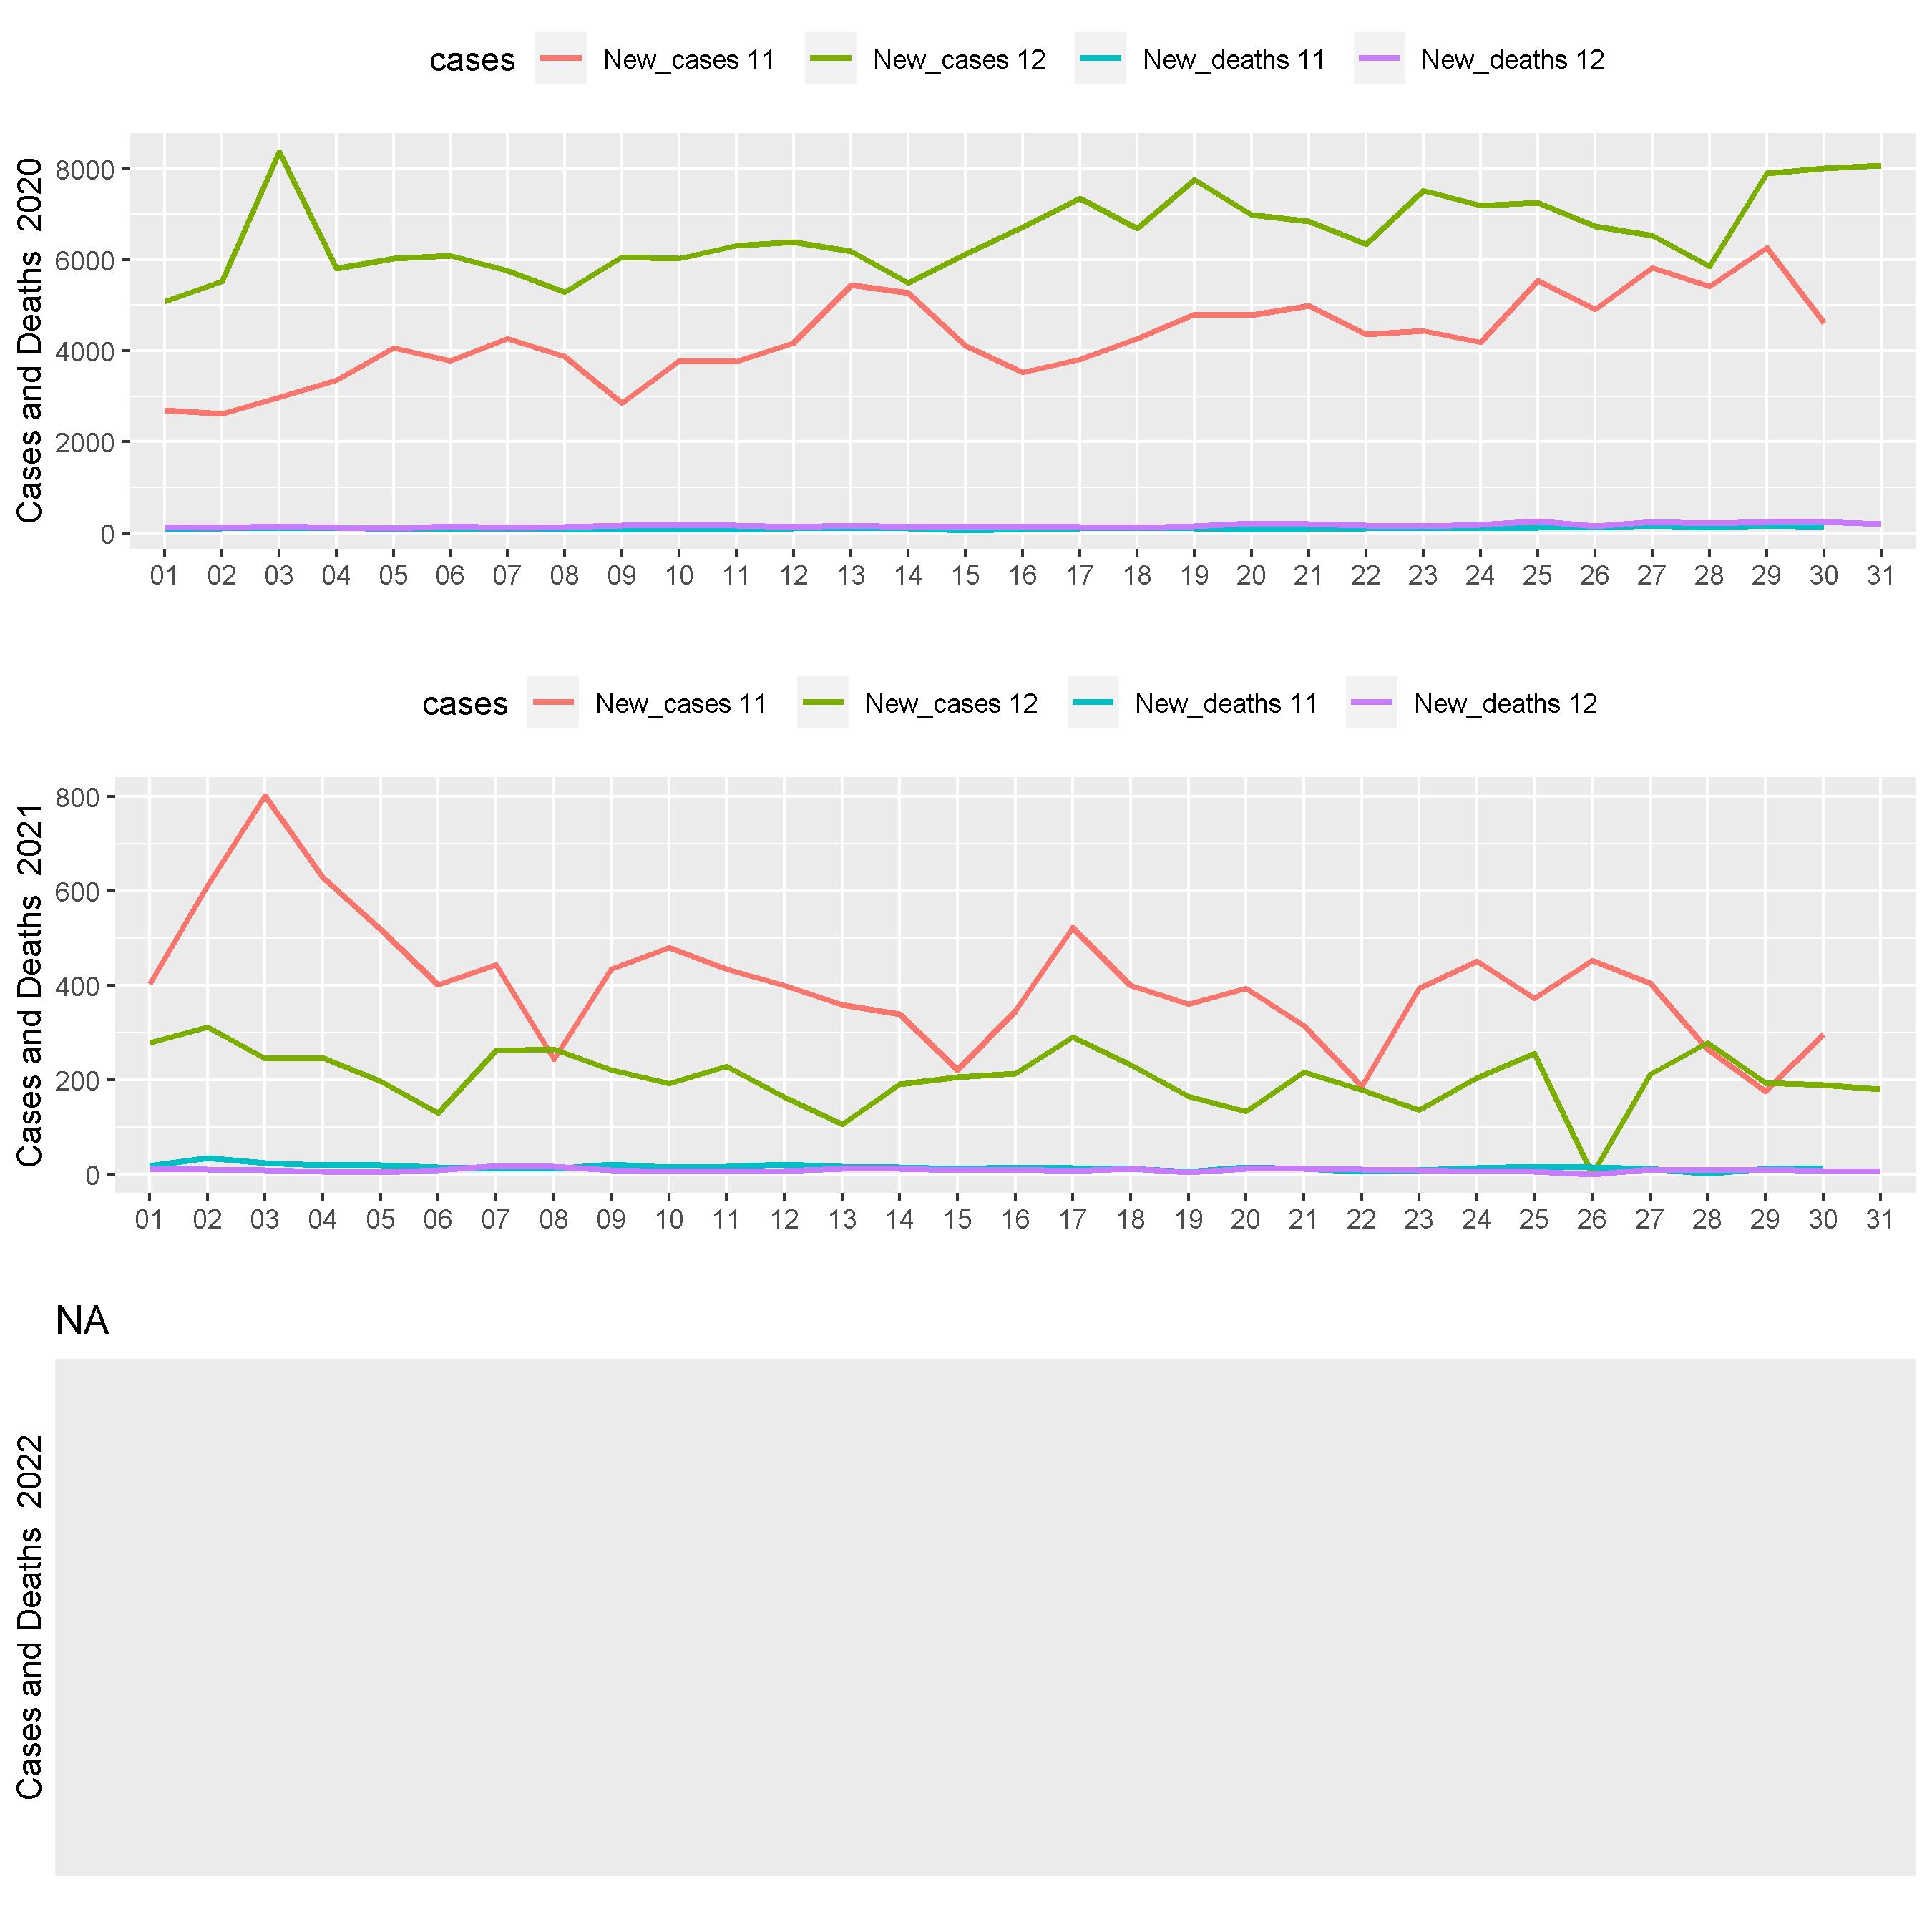 cases New_cases 11 New_cases 12 New_deaths 11 New_deaths 12
Cases and Deaths 2020
8000
6000
4000
2000
0
01 02 03 04 05 06 07 08 09 10 11 12 13 14 15 16 17 18 19 20 21 22 23 24 25 26 27 28 29 30 31
cases New_cases 11 New_cases 12 New_deaths 11 New_deaths 12
Cases and Deaths 2021
800
600
400
200
0
01 02 03 04 05 06 07 08 09 10 11 12 13 14 15 16 17 18 19 20 21 22 23 24 25 26 27 28 29 30 31
NA
Cases and Deaths 2022